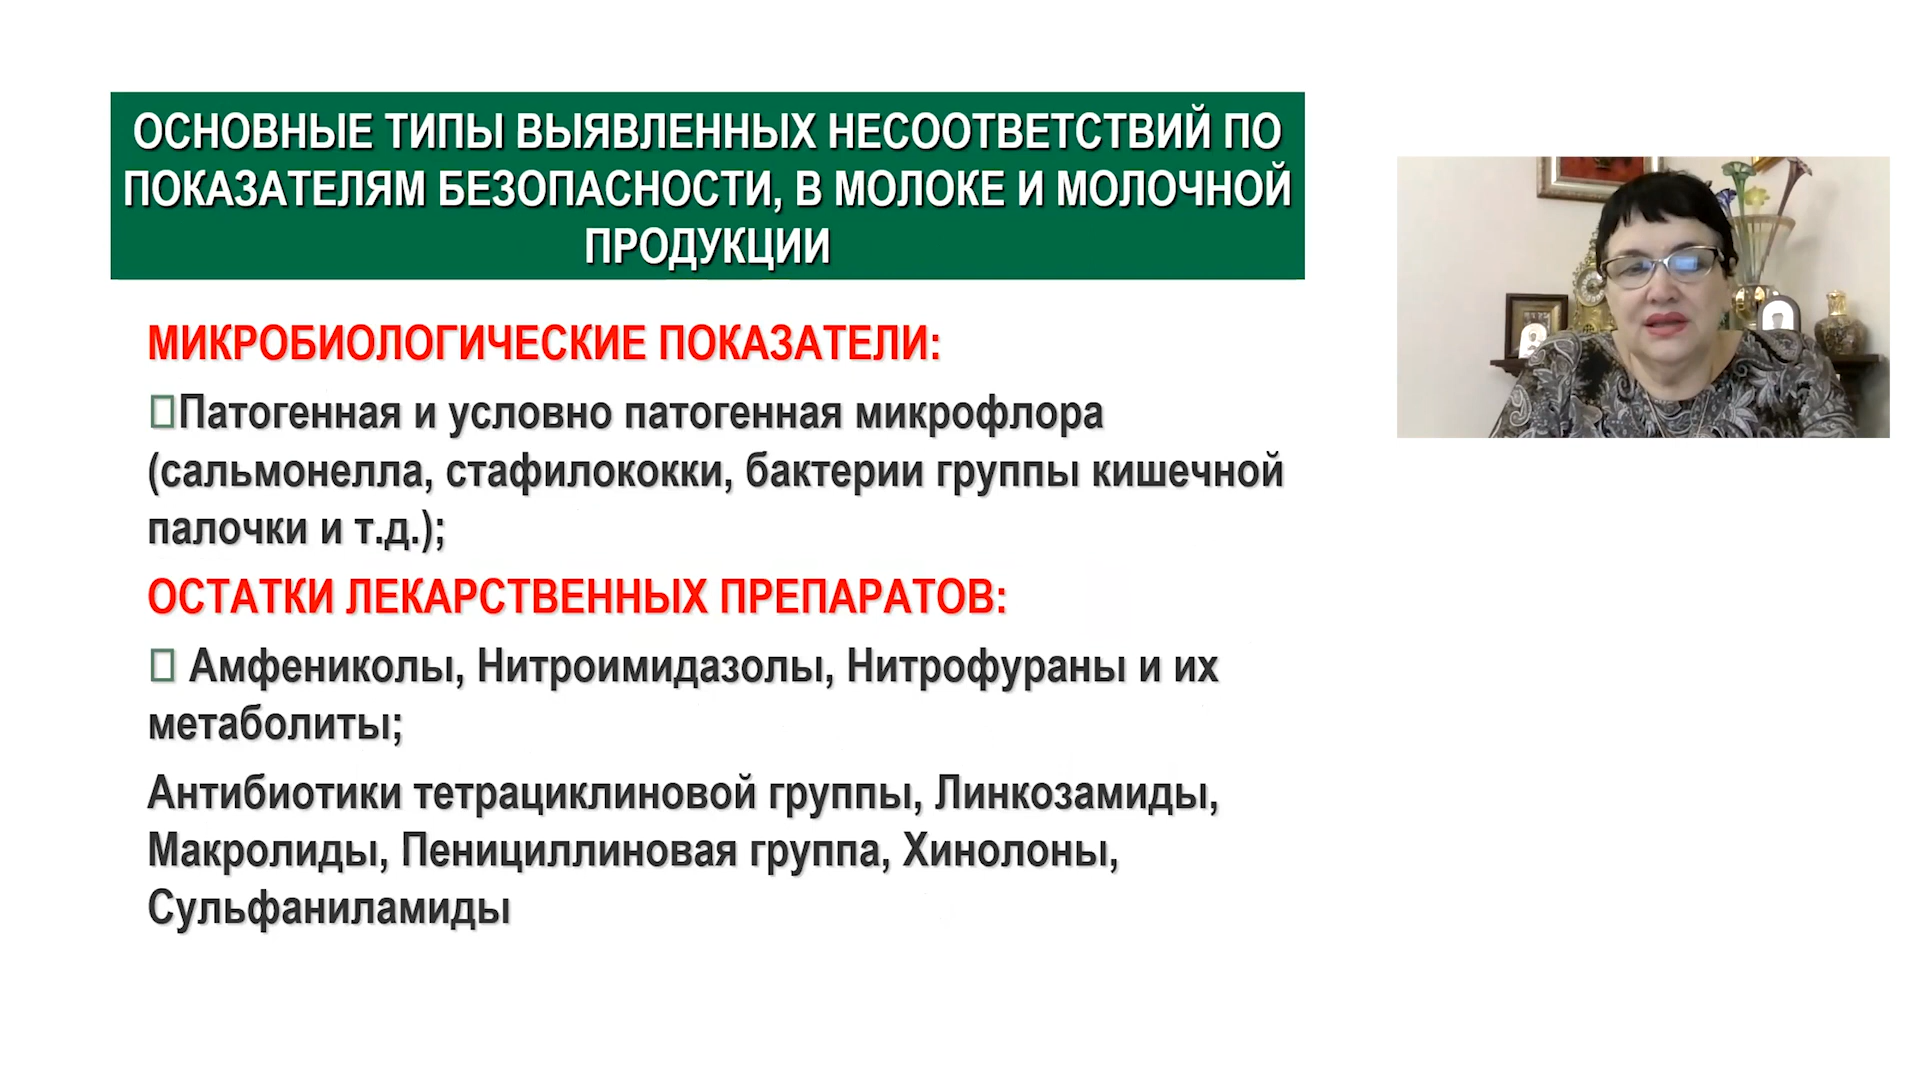 ОСНОВНЫЕ ТИПЫ ВЫЯВЛЕННЫХ НЕСООТВЕТСТВИЙ ПО
ПОКАЗАТЕЛЯМ БЕЗОПАСНОСТИ, В МОЛОКЕ И МОЛОЧНОЙ
ПРОДУКЦИИ
МИКРОБИОЛОГИЧЕСКИЕ ПОКАЗАТЕЛИ:
Патогенная и условно патогенная микрофлора
(сальмонелла, стафилококки, бактерии группы кишечной
палочки и т.д.);
ОСТАТКИ ЛЕКАРСТВЕННЫХ ПРЕПАРАТОВ:
Амфениколы, Нитроимидазолы, Нитрофураны и их
метаболиты;
Антибиотики тетрациклиновой группы, Линкозамиды,
Макролиды, Пенициллиновая группа, Хинолоны,
Сульфаниламиды